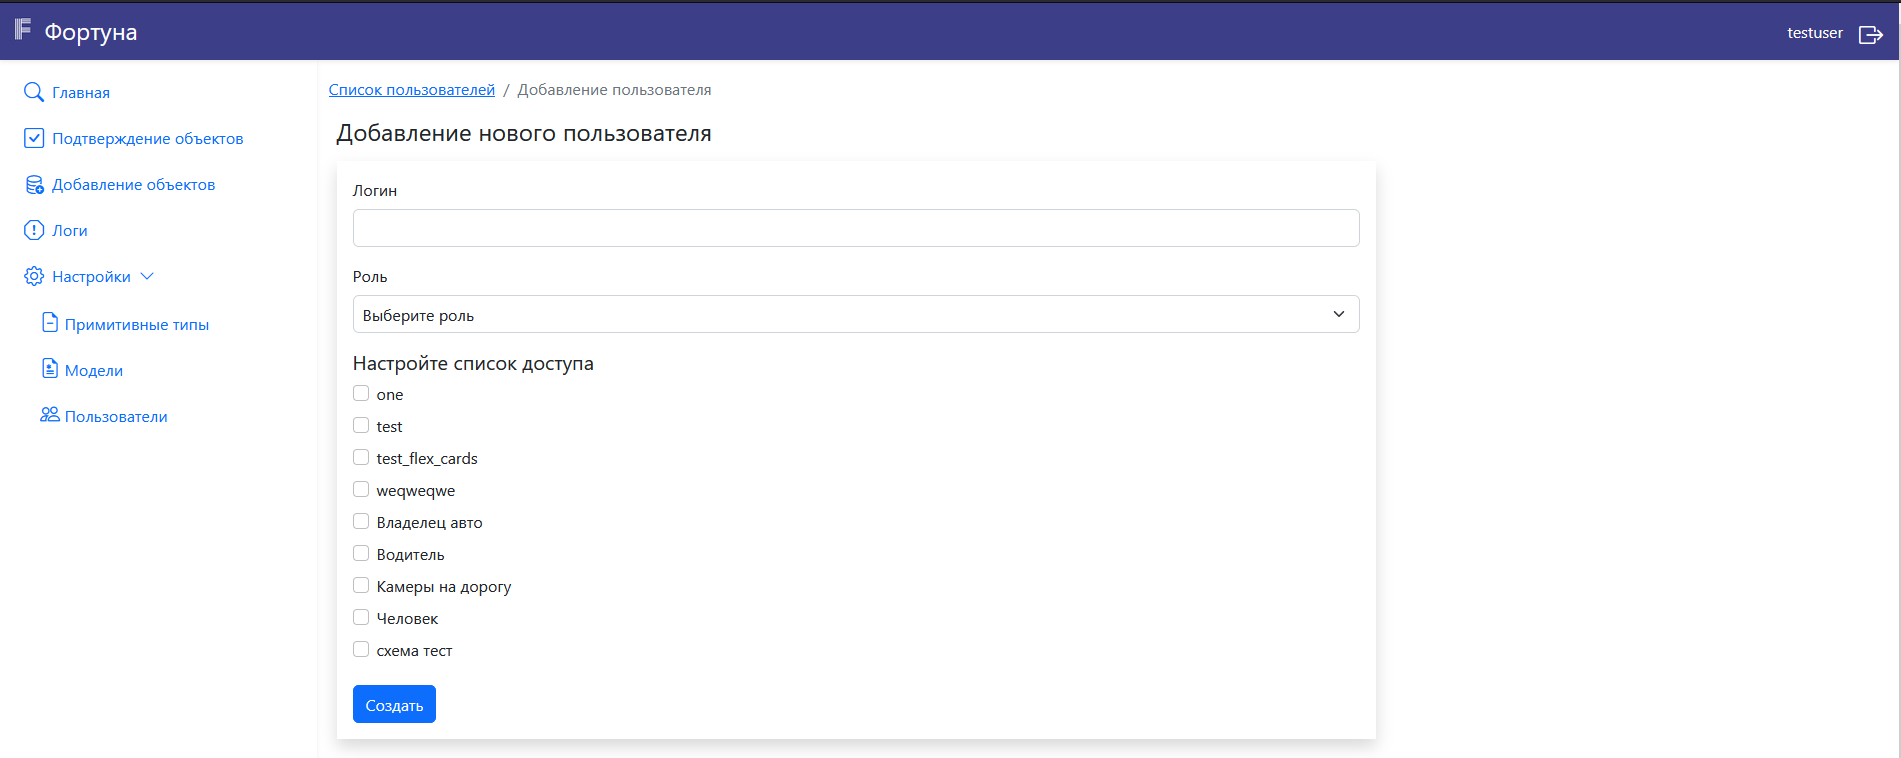 Фортуна
testuser
Главная
Подтверждение объектов
Добавление объектов
Логи
Настройки
Примитивные типы
Модели
Пользователи
Список пользователей / Добавление пользователя
Добавление нового пользователя
Логин
Роль
Выберите роль
Настройте список доступа
one
test
test_flex_cards
weqweqwe
Владелец авто
Водитель
Камеры на дорогу
Человек
схема тест
Создать